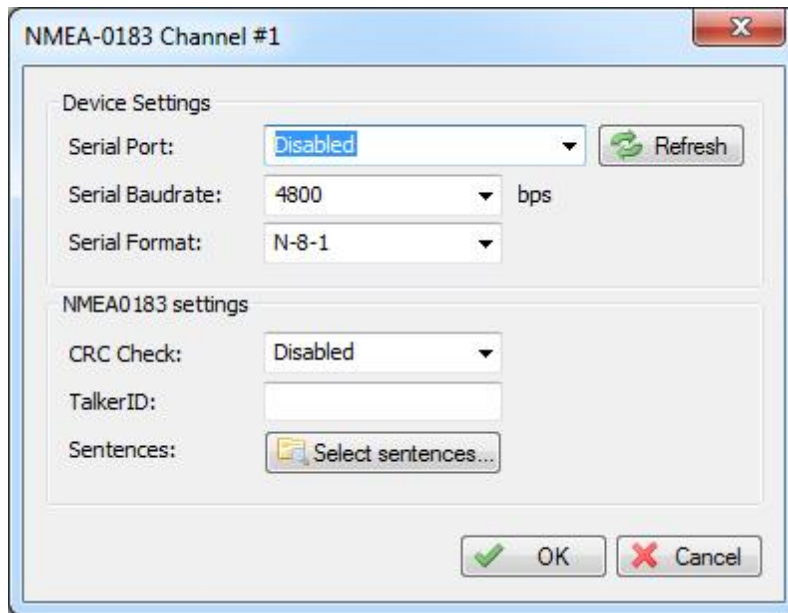 NMEA-0183 Channel #1
Device Settings
Serial Port: Disabled Refresh
Serial Baudrate: 4800 bps
Serial Format: N-8-1
NMEA0183 settings
CRC Check: Disabled
TalkerID:
Sentences: Select sentences...
OK Cancel